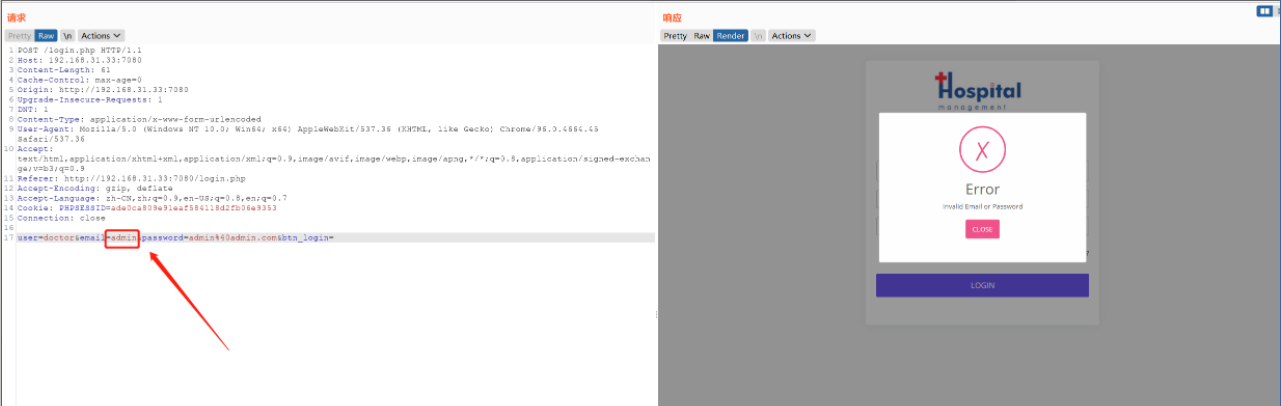 请求
Pretty Raw \n Actions
1 POST /login.php HTTP/1.1
2 Host: 192.168.31.33:7080
3 Content-Length: 61
4 Cache-Control: max-age=0
5 Origin: http://192.168.31.33:7080
6 Upgrade-Insecure-Requests: 1
7 DNT: 1
8 Content-Type: application/x-www-form-urlencoded
9 User-Agent: Mozilla/5.0 (Windows NT 10.0; Win64; x64) AppleWebKit/537.36 (KHTML, like Gecko) Chrome/96.0.4664.45
Safari/537.36
10 Accept:
text/html,application/xhtml+xml,application/xml;q=0.9,image/avif,image/webp,image/apng,*/*;q=0.8,application/signed-exchan
ge;v=b3;q=0.9
11 Referer: http://192.168.31.33:7080/login.php
12 Accept-Encoding: gzip, deflate
13 Accept-Language: zh-CN,zh;q=0.9,en-US;q=0.8,en;q=0.7
14 Cookie: PHPSESSID=ade0ca809e91eaf584118d2fb06e9353
15 Connection: close
16
17 user=doctor&email=admin&password=admin%40admin.com&btn_login=
响应
Pretty Raw Render \n Actions
Hospital
management
X
Error
Invalid Email or Password
CLOSE
?
LOGIN